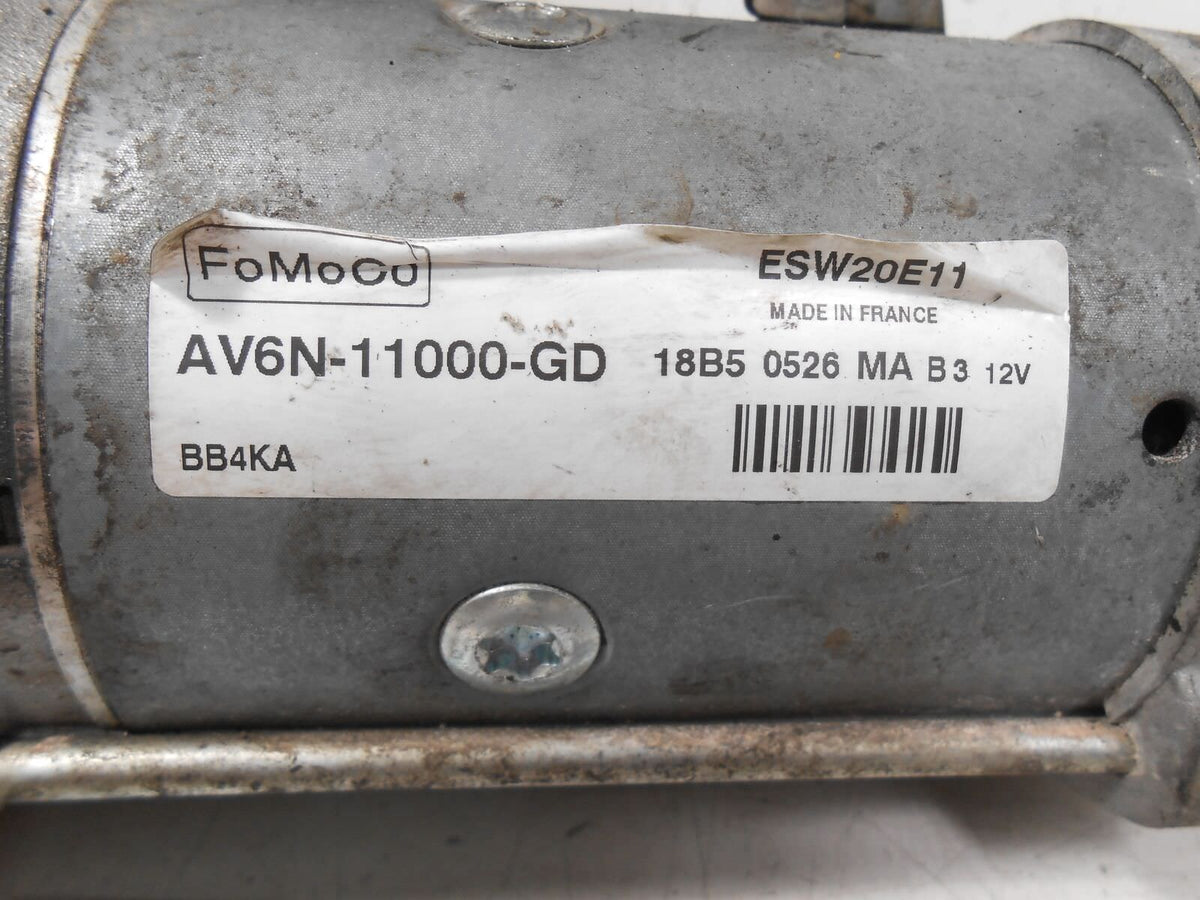 FoMoCo
ESW20E11
MADE IN FRANCE
AV6N-11000-GD 18B5 0526 MA B3 12V
BB4KA